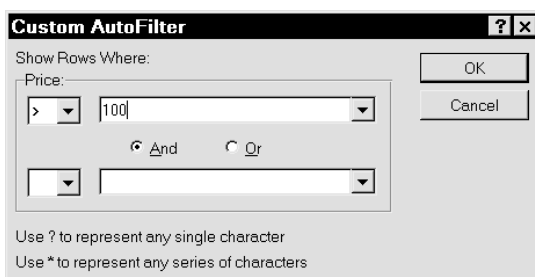 Custom AutoFilter ? ×
Show Rows Where:
OK
Price:
> 100
Cancel
And Or
Use ? to represent any single character
Use * to represent any series of characters